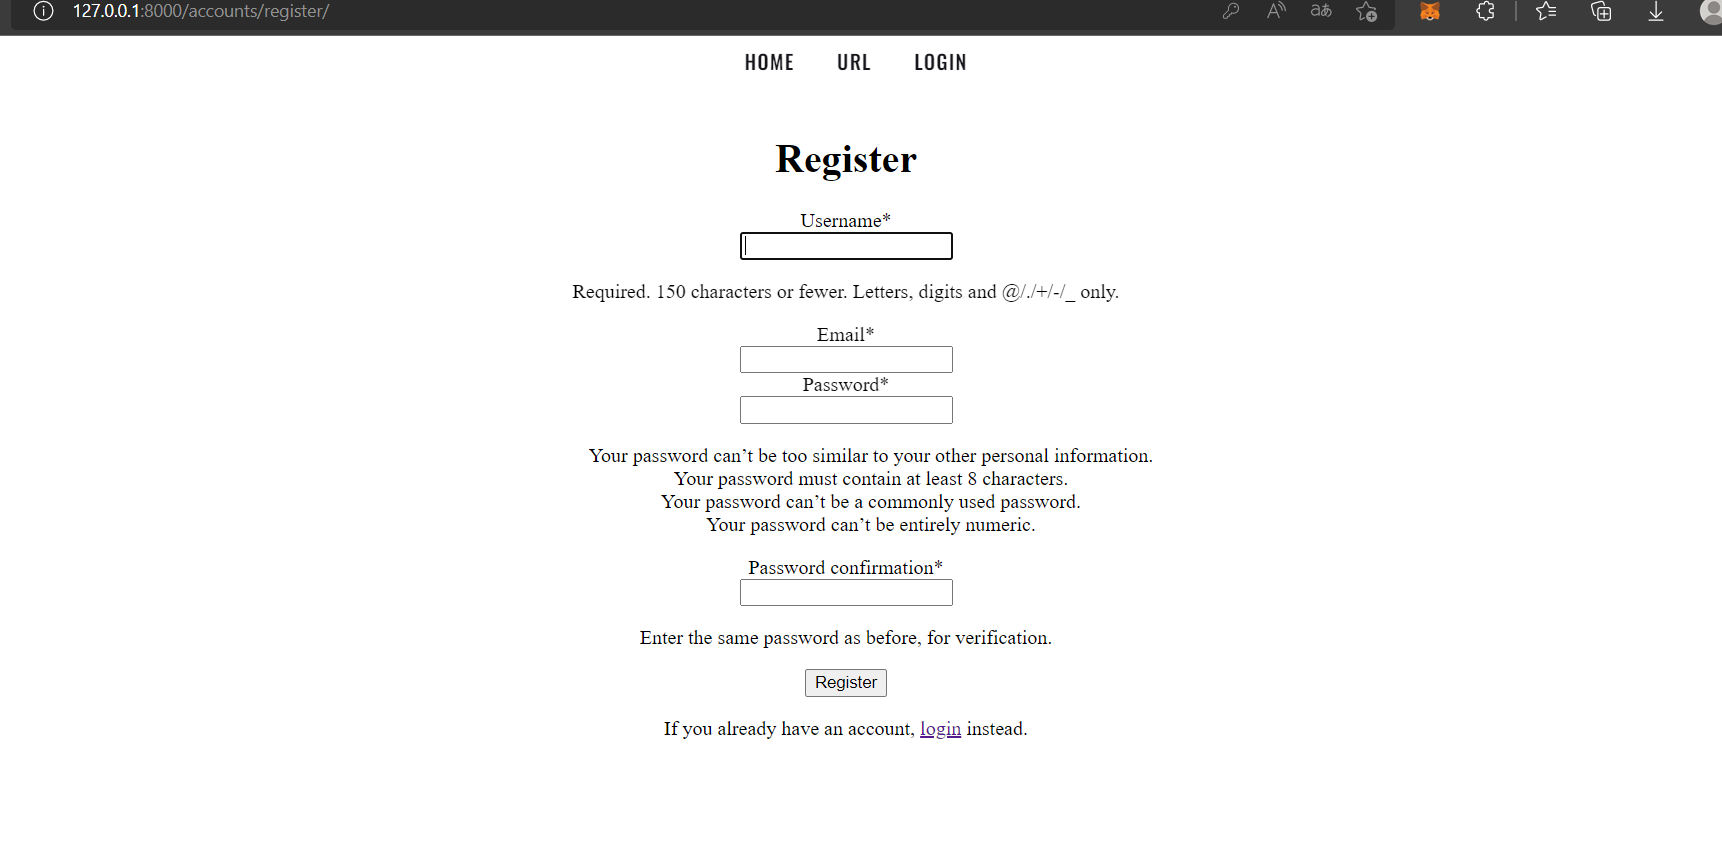 127.0.0.1:8000/accounts/register/
HOME URL LOGIN
Register
Username*
Required. 150 characters or fewer. Letters, digits and @/./+/-/_ only.
Email*
Password*
Your password can’t be too similar to your other personal information.
Your password must contain at least 8 characters.
Your password can’t be a commonly used password.
Your password can’t be entirely numeric.
Password confirmation*
Enter the same password as before, for verification.
Register
If you already have an account, login instead.